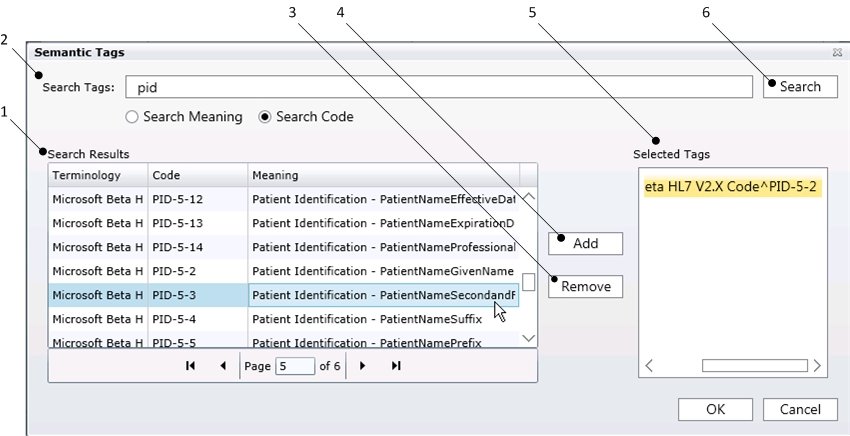 3 4 5 6
2
Semantic Tags
Search Tags: pid Search
1
Search Meaning Search Code
Search Results Selected Tags
Terminology Code Meaning
eta HL7 V2.X Code^PID-5-2
Microsoft Beta H PID-5-12 Patient Identification - PatientNameEffectiveDat
Microsoft Beta H PID-5-13 Patient Identification - PatientNameExpirationD
Microsoft Beta H PID-5-14 Patient Identification - PatientNameProfessional
Add
Microsoft Beta H PID-5-2 Patient Identification - PatientNameGivenName
Remove
Microsoft Beta H PID-5-3 Patient Identification - PatientNameSecondandF
Microsoft Beta H PID-5-4 Patient Identification - PatientNameSuffix
Microsoft Beta H PID-5-5 Patient Identification - PatientNamePrefix
Page 5 of 6
OK Cancel